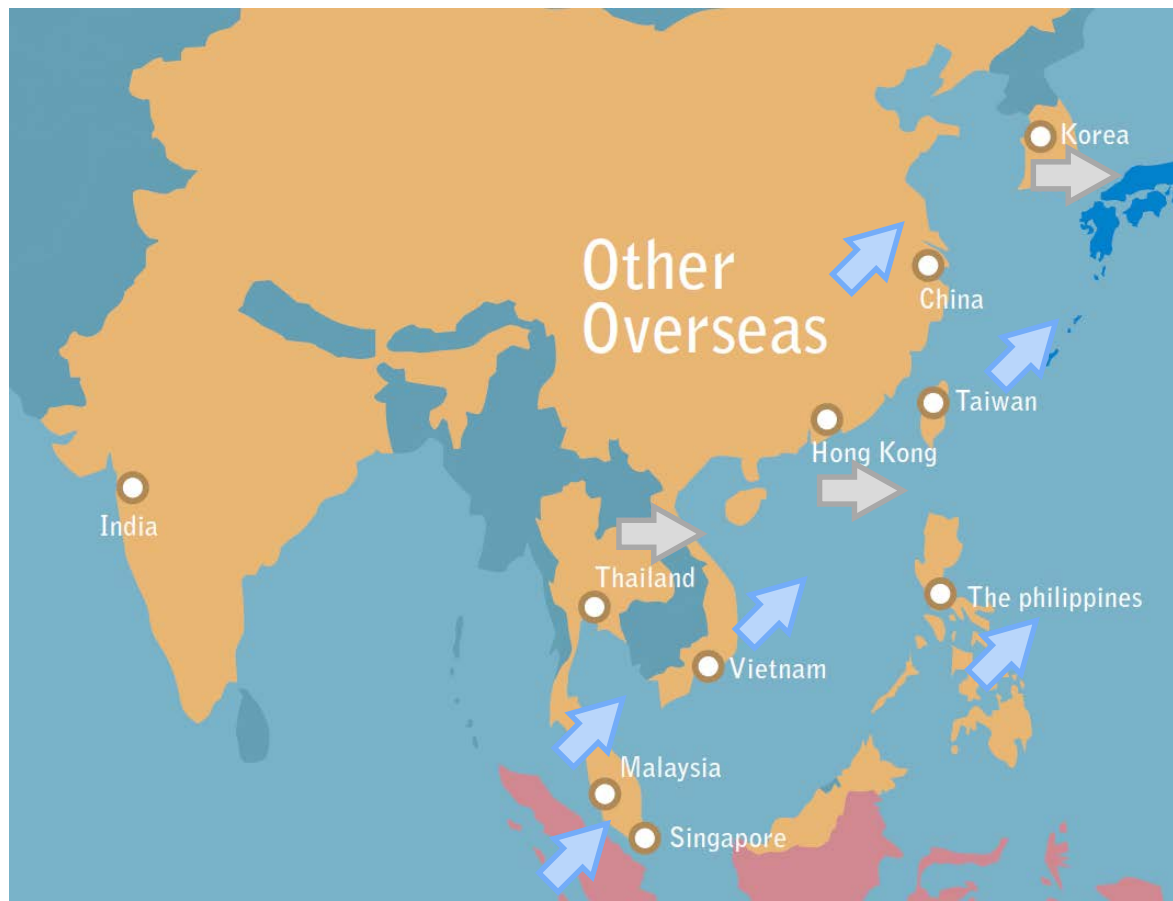 Korea
Other
Overseas
China
Taiwan
Hong Kong
India
Thailand
The philippines
Vietnam
Malaysia
Singapore